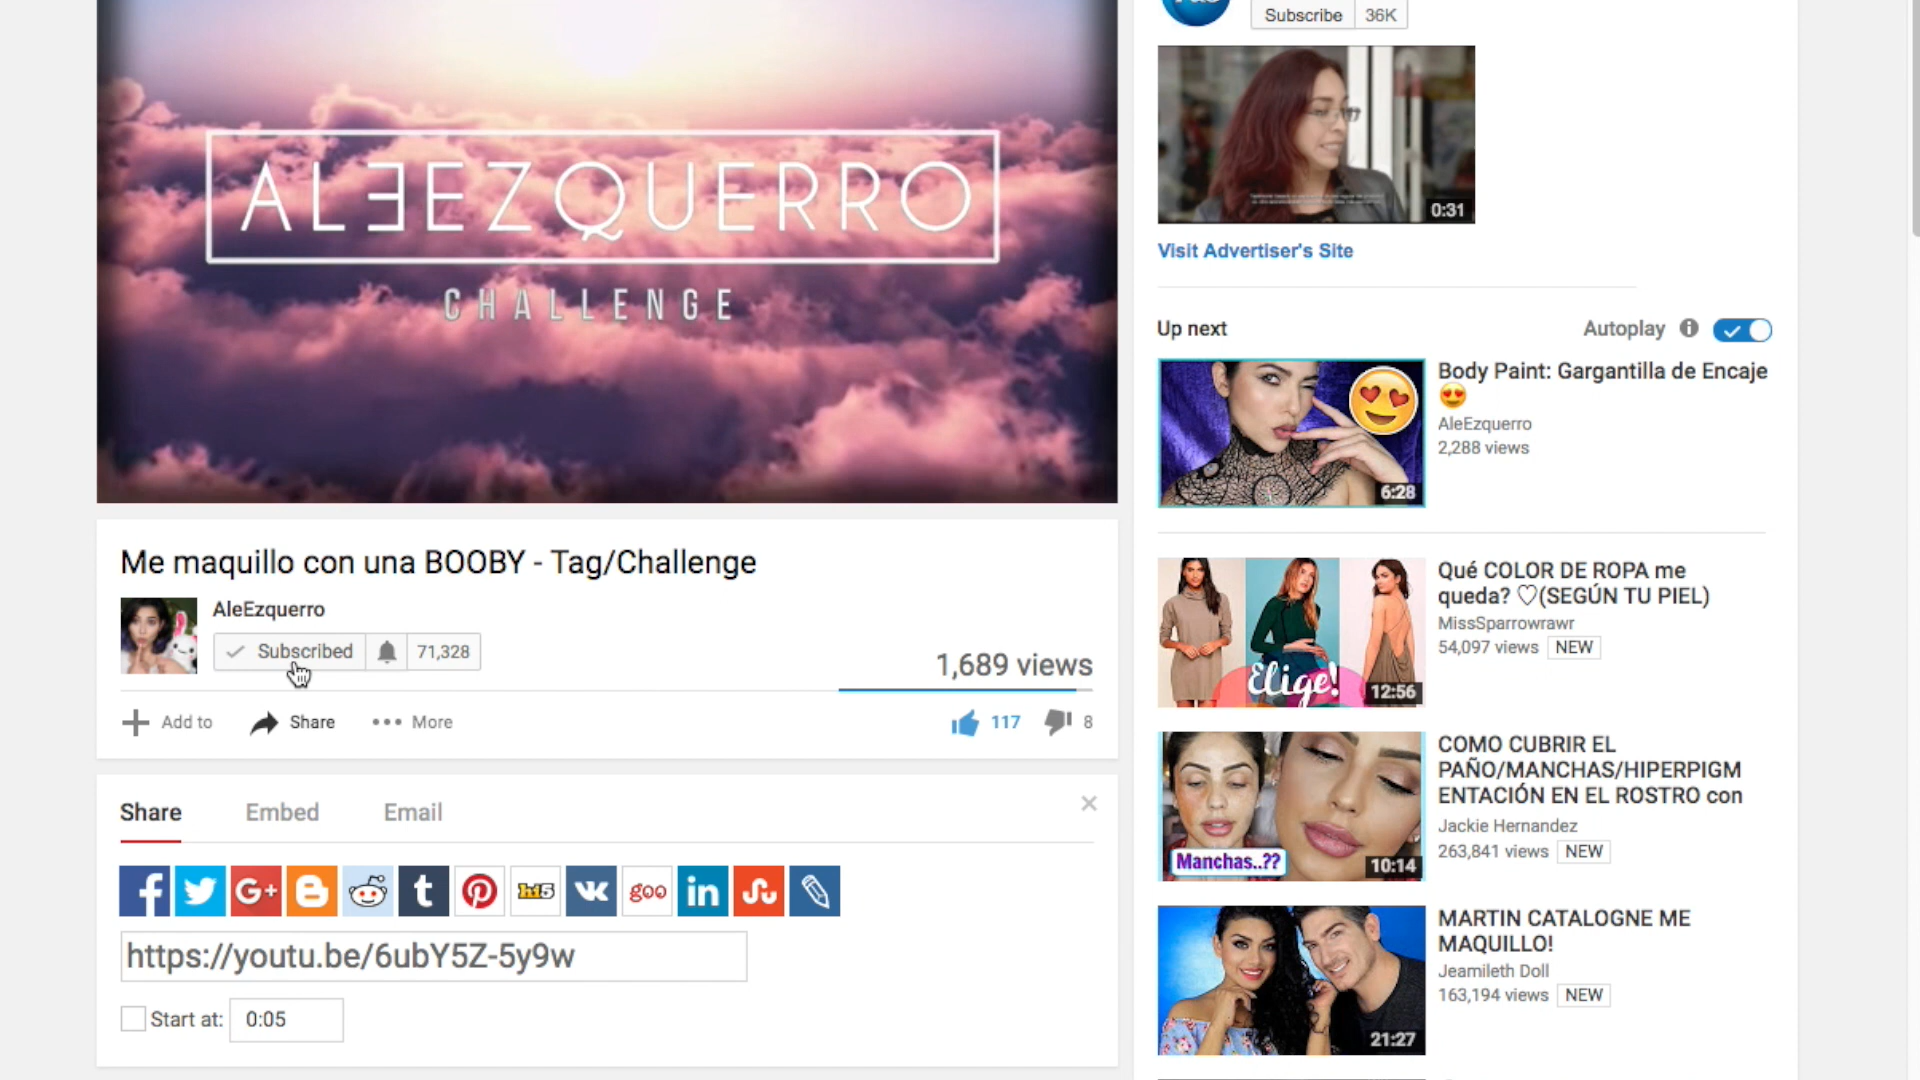 Subscribe 36K
ALEEZQUERRO
CHALLENGE
0:31
Visit Advertiser's Site
Up next
Autoplay
Body Paint: Gargantilla de Encaje
😍
AleEzquerro
2,288 views
6:28
Me maquillo con una BOOBY - Tag/Challenge
AleEzquerro
Subscribed 71,328
1,689 views
Add to Share More
117 8
Share Embed Email
G+ hi5 goo in
https://youtu.be/6ubY5Z-5y9w
Start at: 0:05
Qué COLOR DE ROPA me
queda? ♡(SEGÚN TU PIEL)
MissSparrowrawr
54,097 views NEW
Elige!
12:56
COMO CUBRIR EL
PAÑO/MANCHAS/HIPERPIGM
ENTACIÓN EN EL ROSTRO con
Jackie Hernandez
263,841 views NEW
Manchas..??
10:14
MARTIN CATALOGNE ME
MAQUILLO!
Jeamileth Doll
163,194 views NEW
21:27